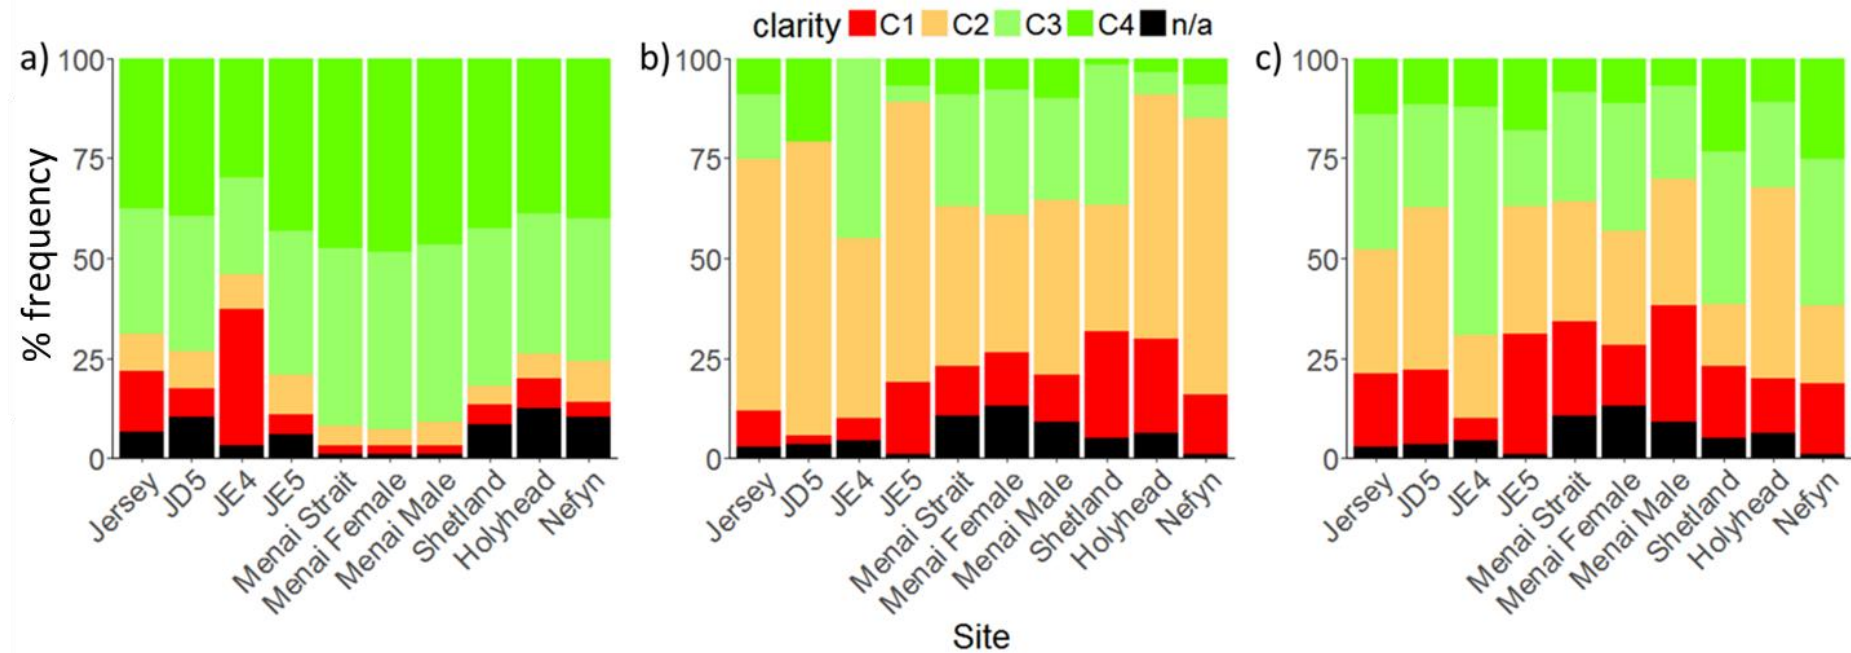 clarity C1 C2 C3 C4 n/a
a)
100
75
50
25
0
% frequency
Jersey
JD5
JE4
JE5
Menai Strait
Menai Female
Menai Male
Shetland
Holyhead
Nefyn
b)
100
75
50
25
0
Jersey
JD5
JE4
JE5
Menai Strait
Menai Female
Menai Male
Shetland
Holyhead
Nefyn
c)
100
75
50
25
0
Jersey
JD5
JE4
JE5
Menai Strait
Menai Female
Menai Male
Shetland
Holyhead
Nefyn
Site